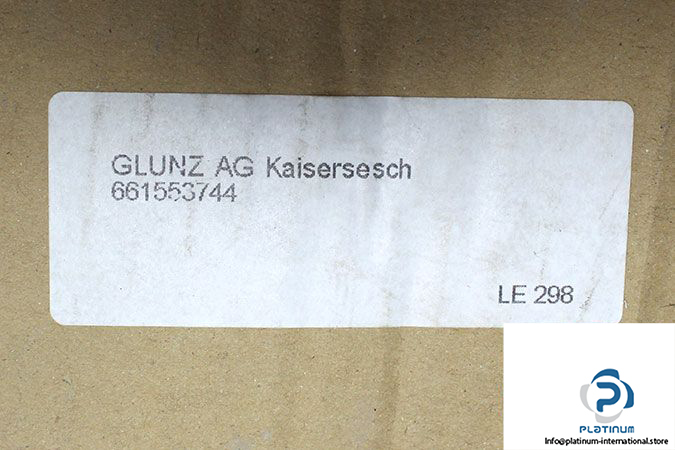 GLUNZ AG Kaisersesch
661553744
LE 298
PLATINUM
Info@platinum-international.store